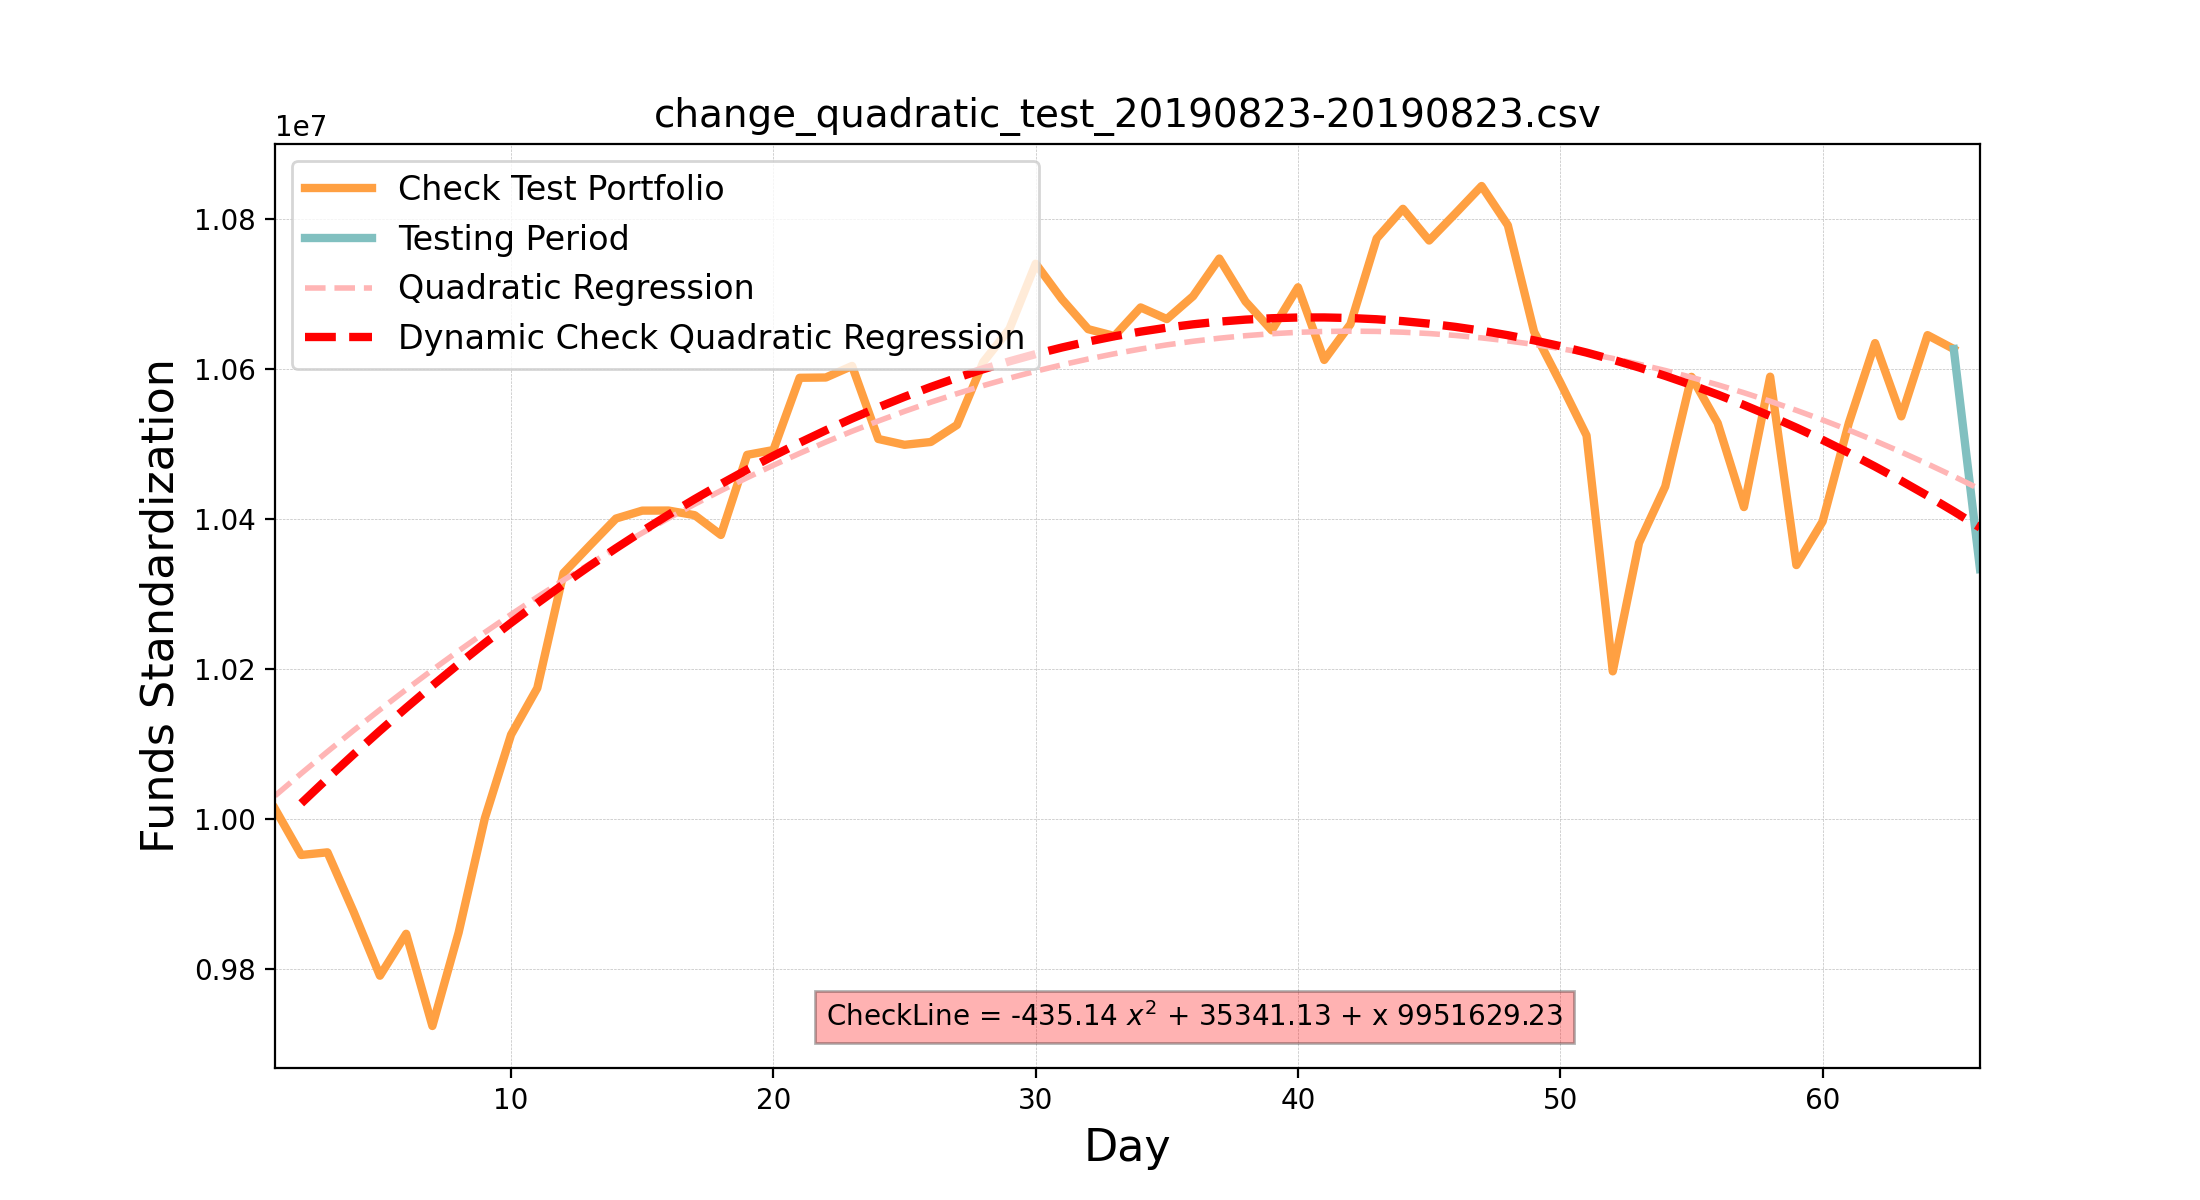 change_quadratic_test_20190823-20190823.csv
1e7
Check Test Portfolio
Testing Period
Quadratic Regression
Dynamic Check Quadratic Regression
1.08
1.06
1.04
1.02
1.00
0.98
Funds Standardization
CheckLine = -435.14 x² + 35341.13 + x 9951629.23
10 20 30 40 50 60
Day